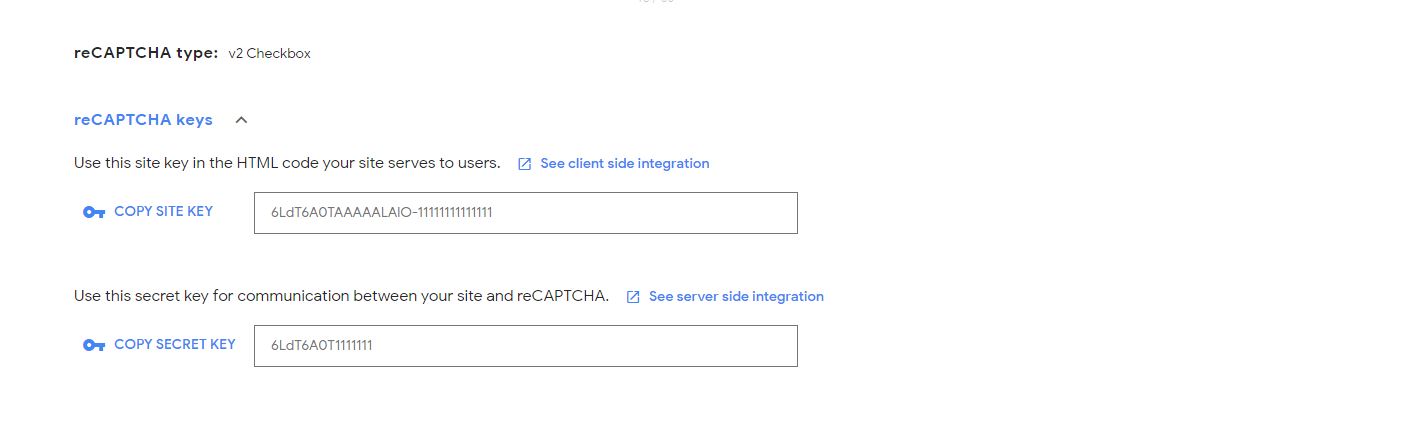 reCAPTCHA type: v2 Checkbox
reCAPTCHA keys
Use this site key in the HTML code your site serves to users. See client side integration
COPY SITE KEY 6LdT6A0TAAAAALAIO-11111111111111
Use this secret key for communication between your site and reCAPTCHA. See server side integration
COPY SECRET KEY 6LdT6A0T1111111